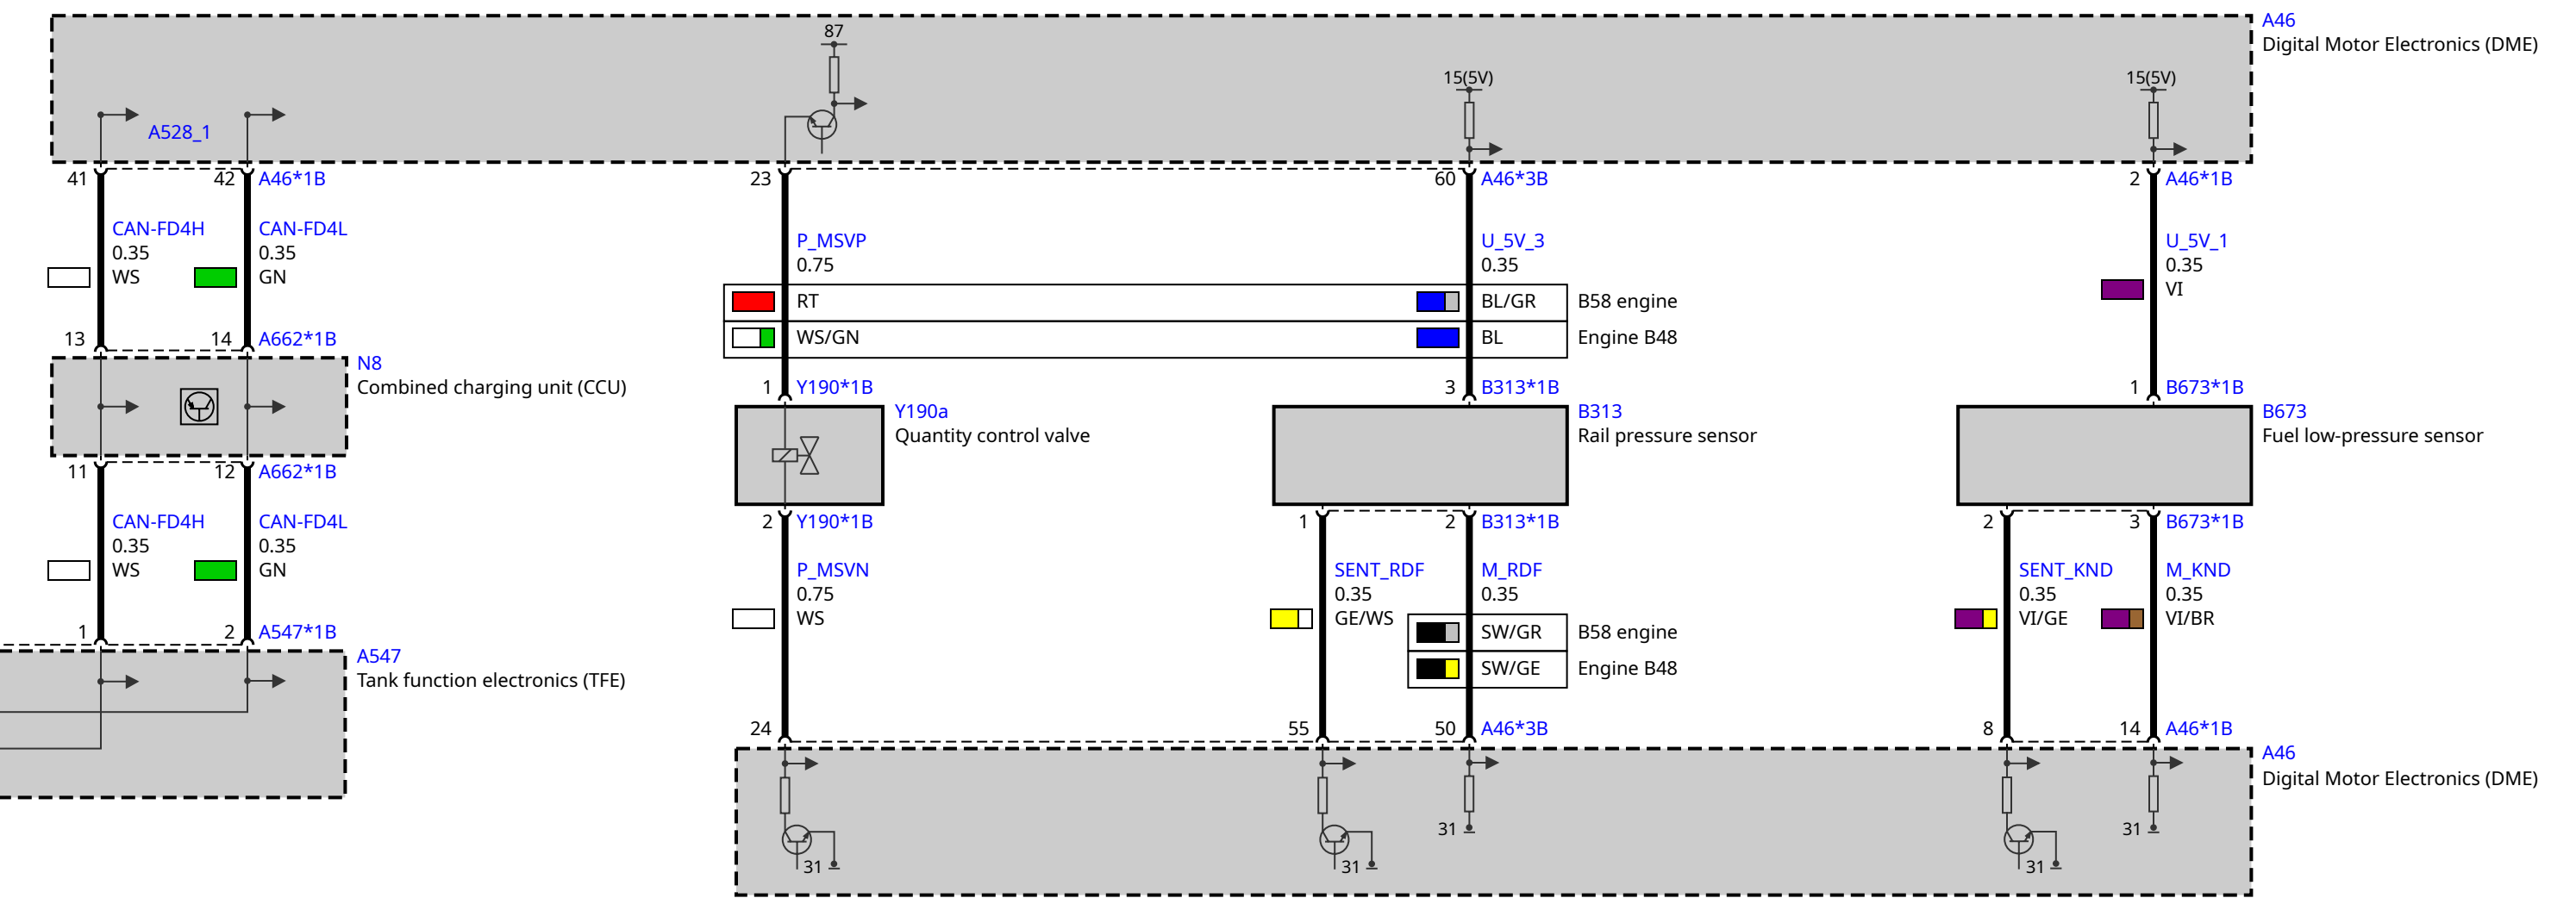 A46
Digital Motor Electronics (DME)
87
15(5V)
15(5V)
A528_1
41
42
A46*1B
23
60
A46*3B
2
A46*1B
CAN-FD4H
0.35
WS
CAN-FD4L
0.35
GN
P_MSVP
0.75
U_5V_3
0.35
U_5V_1
0.35
VI
RT
BL/GR
B58 engine
WS/GN
BL
Engine B48
13
14
A662*1B
N8
Combined charging unit (CCU)
1
Y190*1B
3
B313*1B
1
B673*1B
Y190a
Quantity control valve
B313
Rail pressure sensor
B673
Fuel low-pressure sensor
11
12
A662*1B
2
Y190*1B
1
2
B313*1B
2
3
B673*1B
CAN-FD4H
0.35
WS
CAN-FD4L
0.35
GN
P_MSVN
0.75
WS
SENT_RDF
0.35
GE/WS
M_RDF
0.35
SW/GR
B58 engine
SW/GE
Engine B48
SENT_KND
0.35
VI/GE
M_KND
0.35
VI/BR
1
2
A547*1B
A547
Tank function electronics (TFE)
24
55
50
A46*3B
8
14
A46*1B
A46
Digital Motor Electronics (DME)
31
31
31
31
31